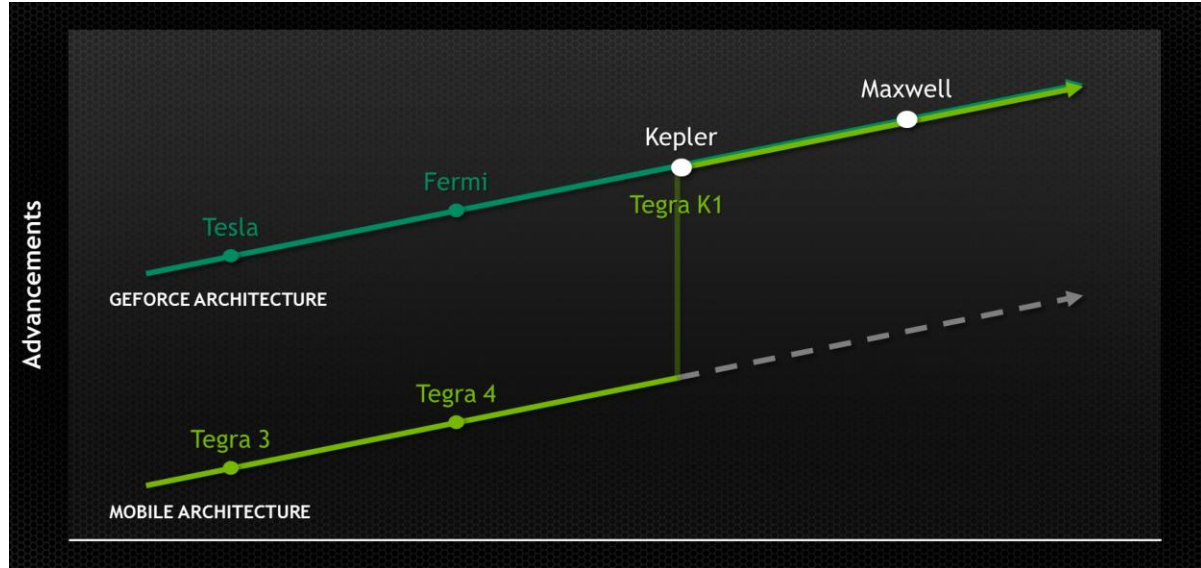 Maxwell
Kepler
Fermi
Tegra K1
Tesla
GEFORCE ARCHITECTURE
Advancements
Tegra 4
Tegra 3
MOBILE ARCHITECTURE